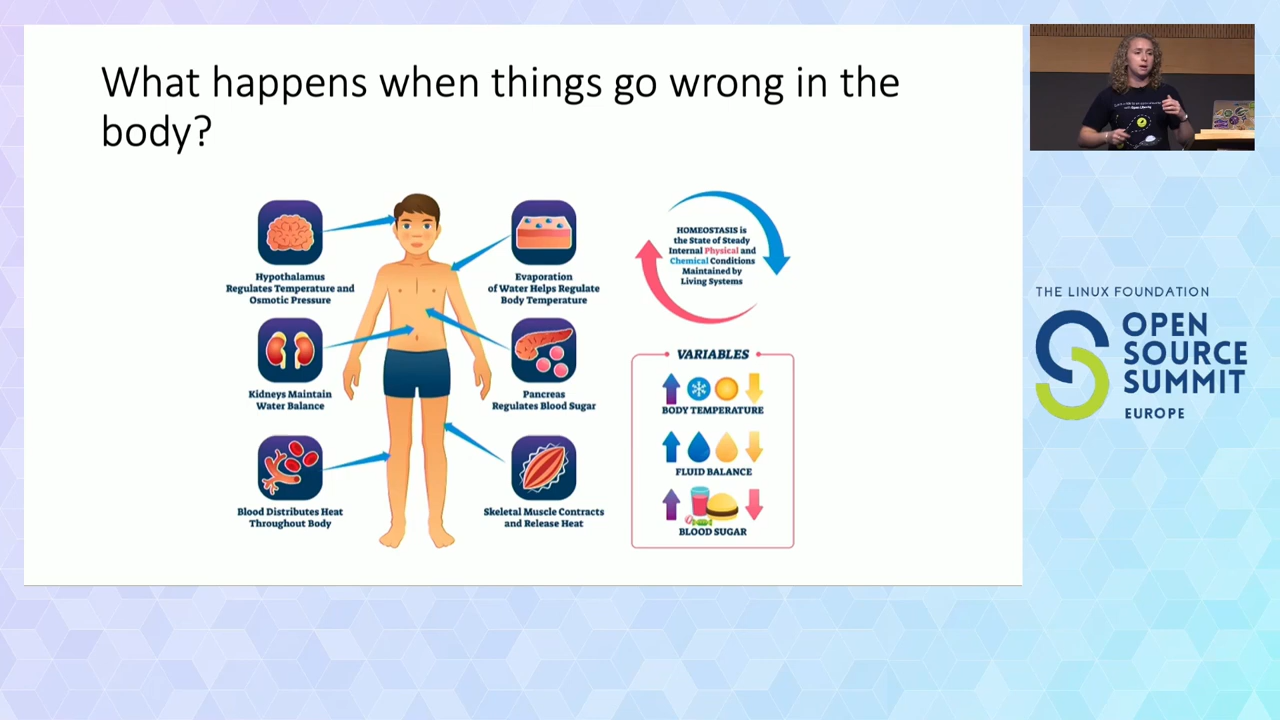 What happens when things go wrong in the
body?
Hypothalamus
Regulates Temperature and
Osmotic Pressure
Evaporation
of Water Helps Regulate
Body Temperature
Kidneys Maintain
Water Balance
Pancreas
Regulates Blood Sugar
Blood Distributes Heat
Throughout Body
Skeletal Muscle Contracts
and Release Heat
HOMEOSTASIS is
the State of Steady
Internal Physical and
Chemical Conditions
Maintained by
Living Systems
VARIABLES
BODY TEMPERATURE
FLUID BALANCE
BLOOD SUGAR
THE LINUX FOUNDATION
OPEN
SOURCE
SUMMIT
EUROPE